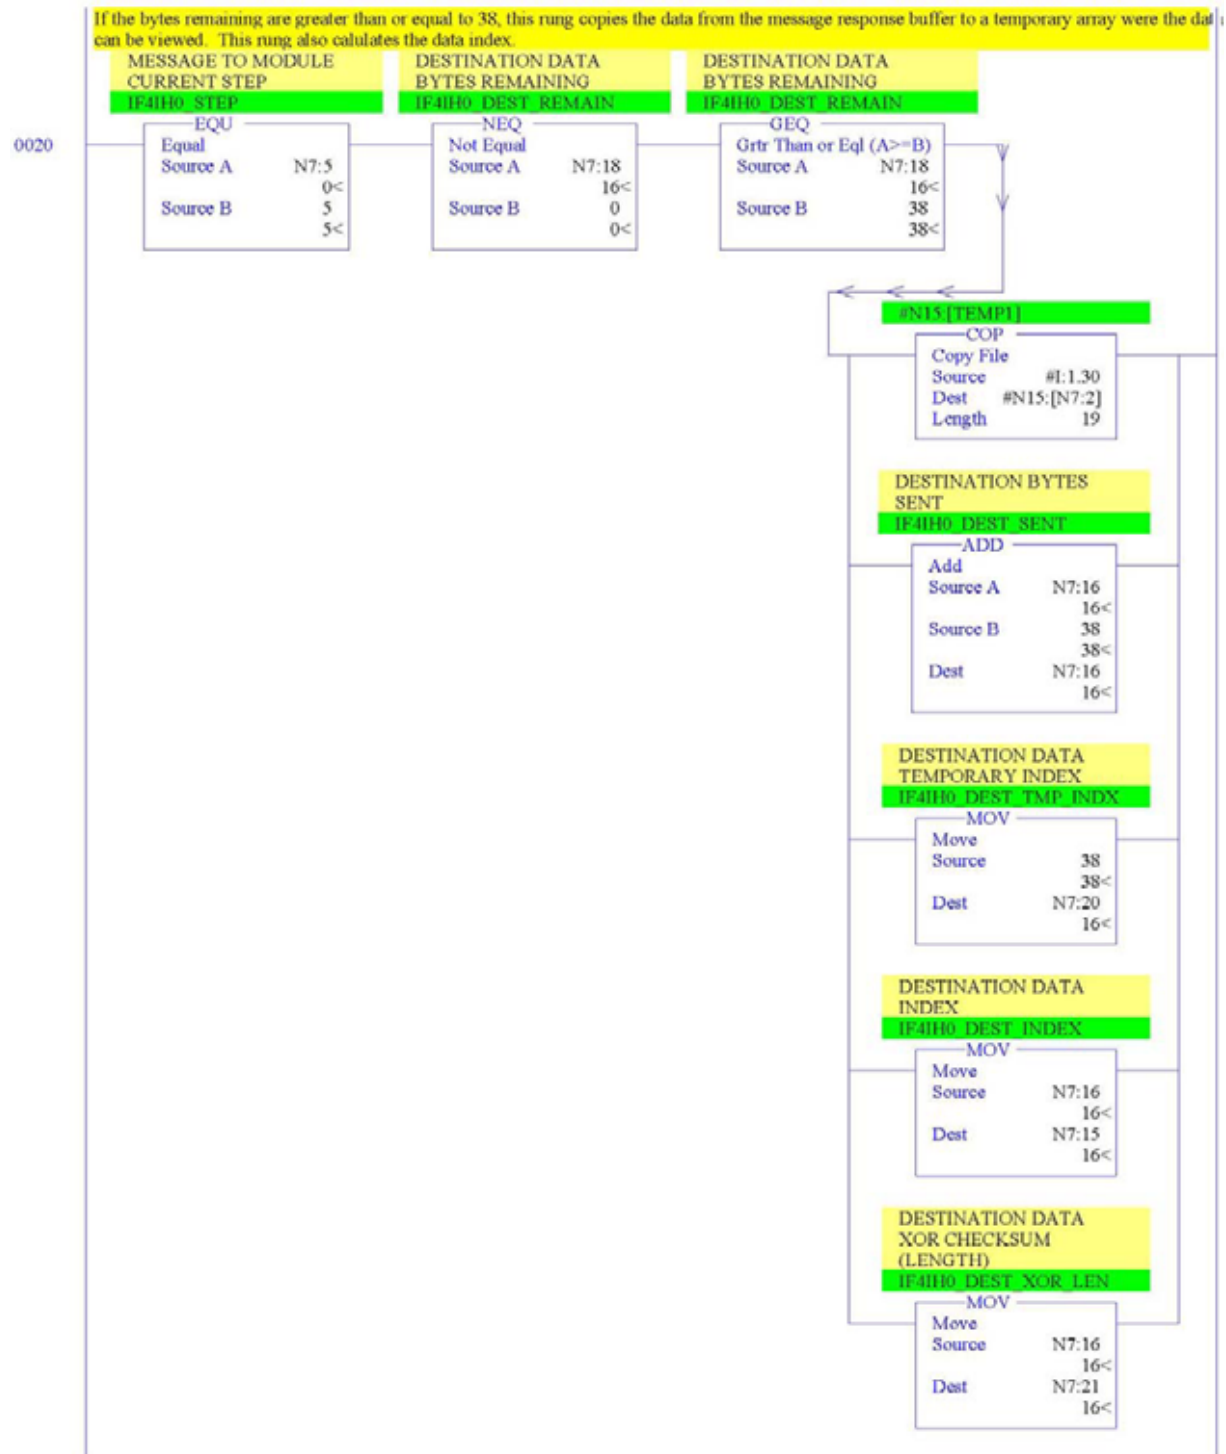 If the bytes remaining are greater than or equal to 38, this rung copies the data from the message response buffer to a temporary array were the dat
can be viewed. This rung also calulates the data index.
MESSAGE TO MODULE DESTINATION DATA DESTINATION DATA
CURRENT STEP BYTES REMAINING BYTES REMAINING
IF4IH0_STEP IF4IH0_DEST_REMAIN IF4IH0_DEST_REMAIN
EQU NEQ GEQ
0020 Equal Not Equal Grtr Than or Eql (A>=B)
Source A N7:5 Source A N7:18 Source A N7:18
0< 16< 16<
Source B 5 Source B 0 Source B 38
5< 0< 38<
#N15:[TEMP1]
COP
Copy File
Source #I:1.30
Dest #N15:[N7:2]
Length 19
DESTINATION BYTES
SENT
IF4IH0_DEST_SENT
ADD
Add
Source A N7:16
16<
Source B 38
38<
Dest N7:16
16<
DESTINATION DATA
TEMPORARY INDEX
IF4IH0_DEST_TMP_INDX
MOV
Move
Source 38
38<
Dest N7:20
16<
DESTINATION DATA
INDEX
IF4IH0_DEST_INDEX
MOV
Move
Source N7:16
16<
Dest N7:15
16<
DESTINATION DATA
XOR CHECKSUM
(LENGTH)
IF4IH0_DEST_XOR_LEN
MOV
Move
Source N7:16
16<
Dest N7:21
16<